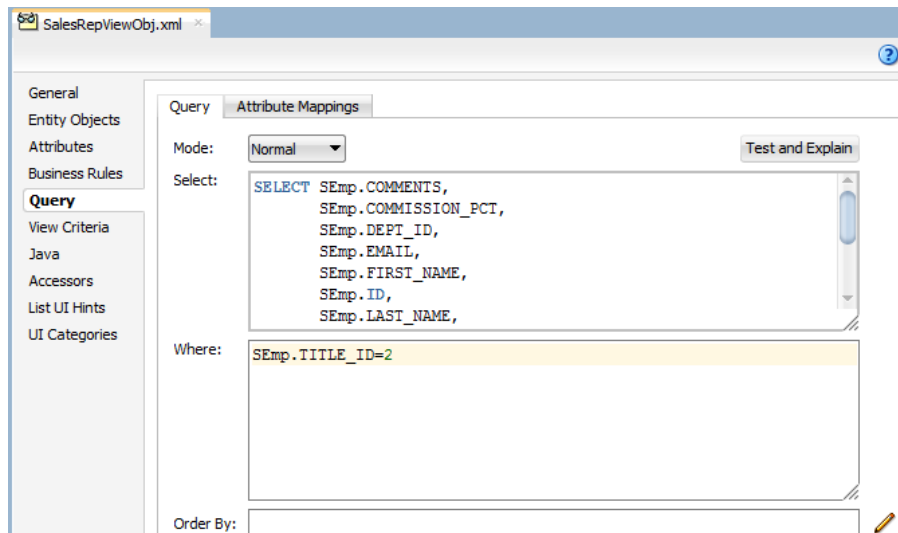 SalesRepViewObj.xml
General
Entity Objects
Attributes
Business Rules
Query
View Criteria
Java
Accessors
List UI Hints
UI Categories
Query Attribute Mappings
Mode: Normal Test and Explain
Select:
SELECT SEmp.COMMENTS,
SEmp.COMMISSION_PCT,
SEmp.DEPT_ID,
SEmp.EMAIL,
SEmp.FIRST_NAME,
SEmp.ID,
SEmp.LAST_NAME,
Where:
SEmp.TITLE_ID=2
Order By: